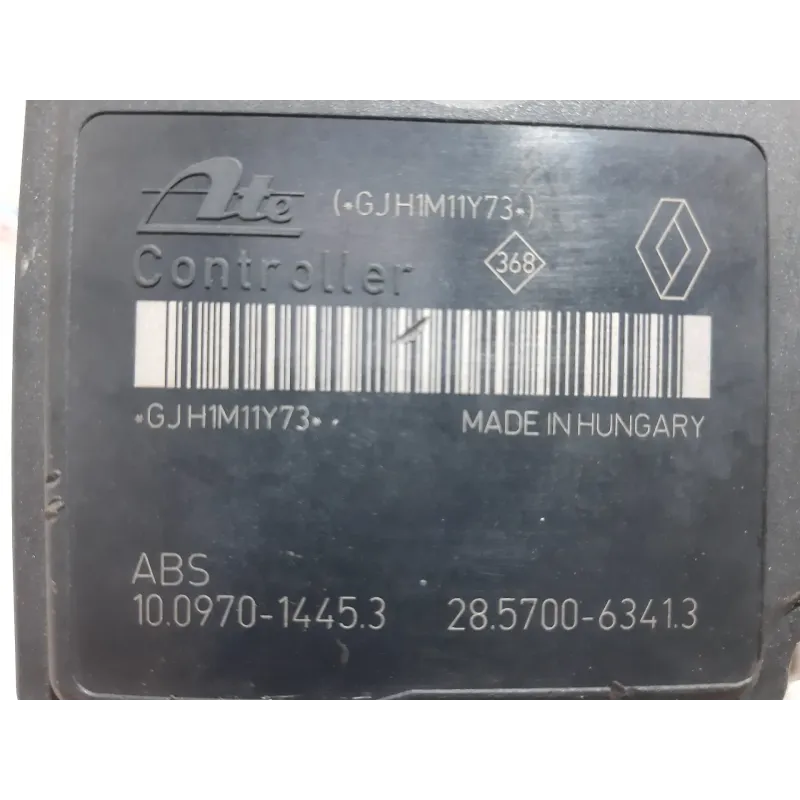 Ate (*GJH1M11Y73*)
Controller 368
*GJH1M11Y73*
MADE IN HUNGARY
ABS
10.0970-1445.3 28.5700-6341.3